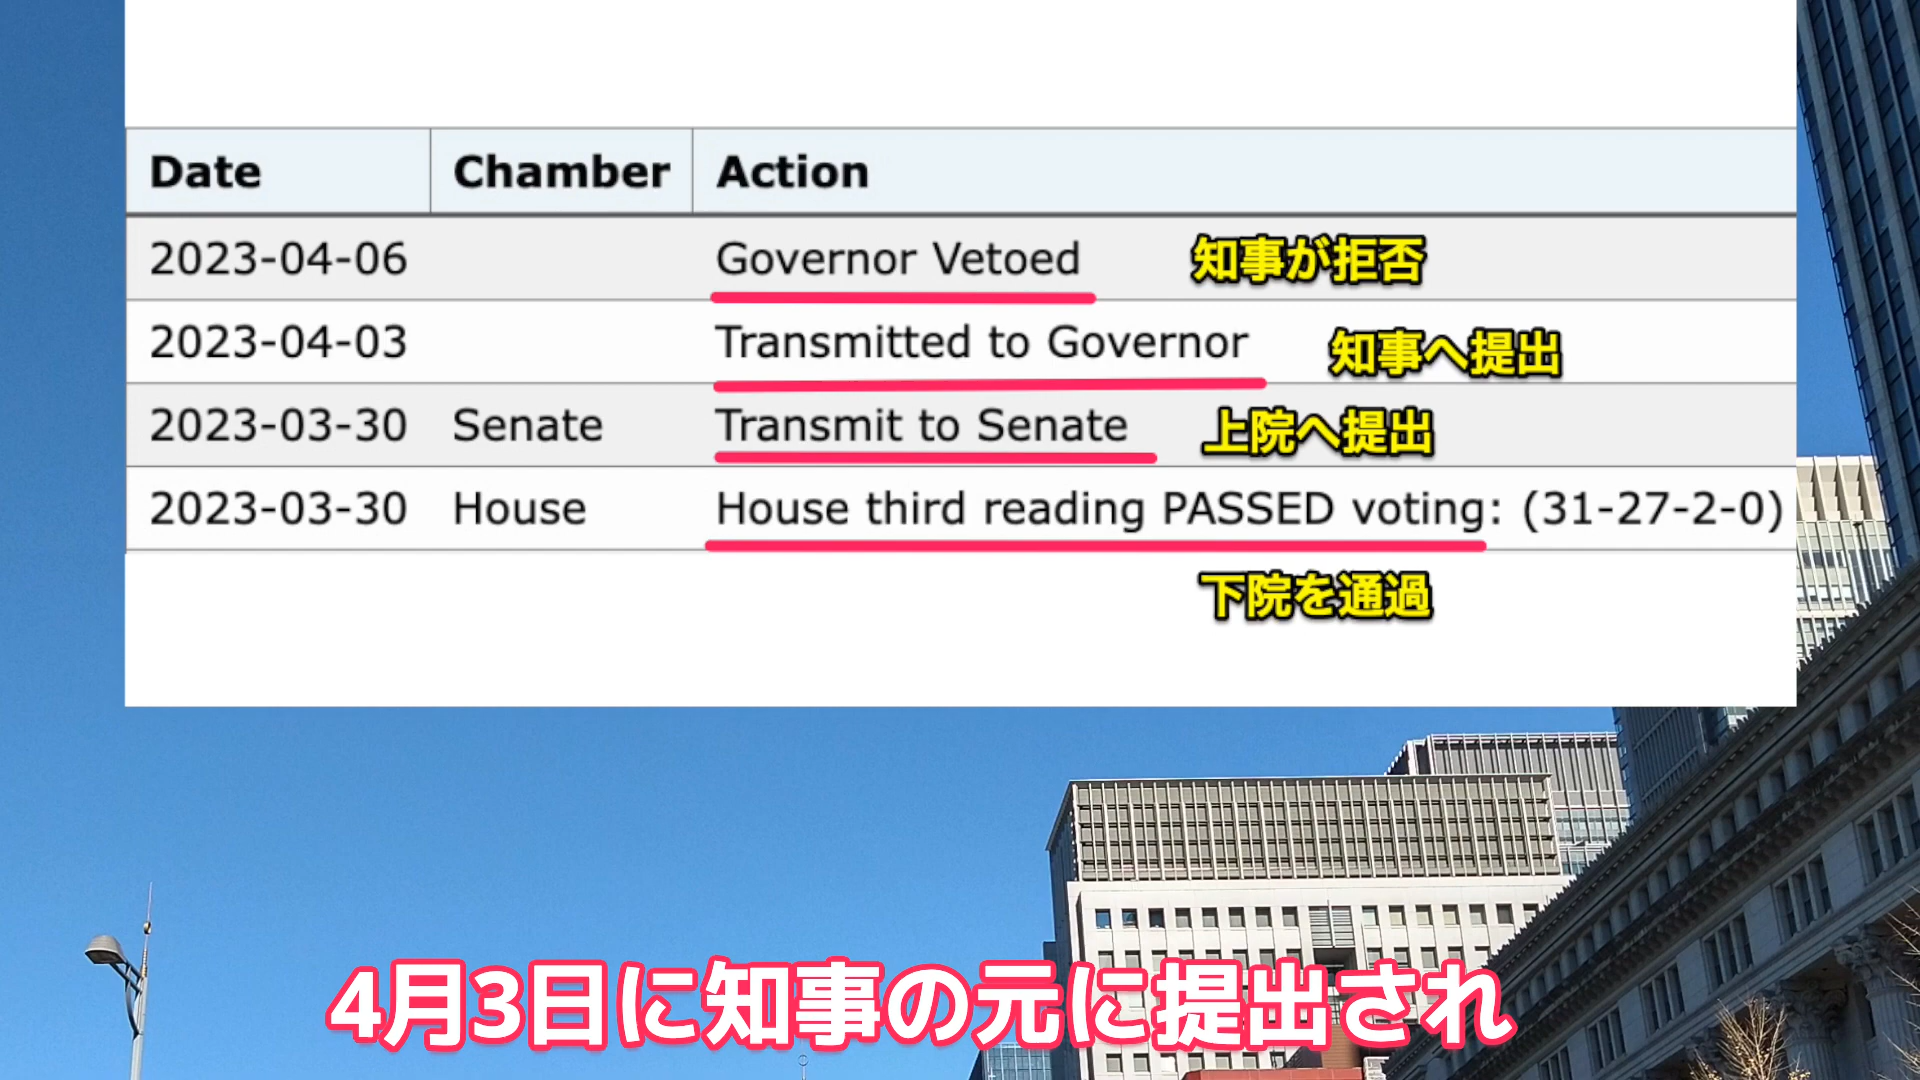 Date Chamber Action
2023-04-06 Governor Vetoed 知事が拒否
2023-04-03 Transmitted to Governor 知事へ提出
2023-03-30 Senate Transmit to Senate 上院へ提出
2023-03-30 House House third reading PASSED voting: (31-27-2-0)
下院を通過
4月3日に知事の元に提出され